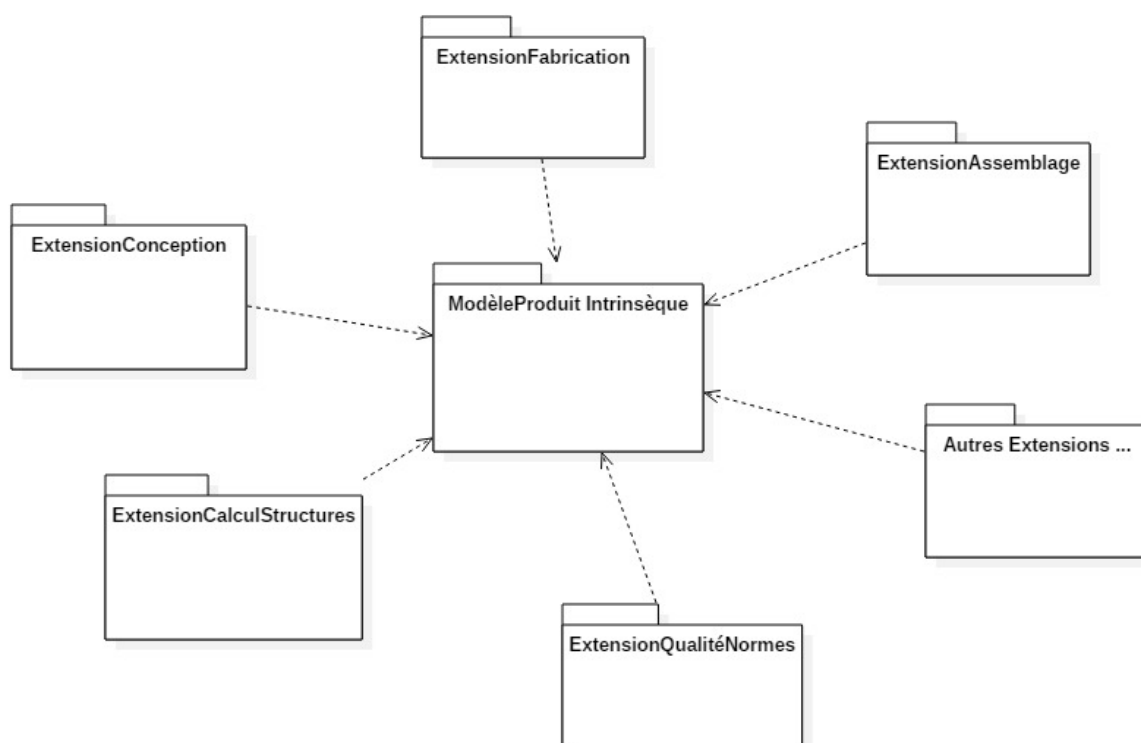 ExtensionFabrication
ExtensionAssemblage
ExtensionConception
ModèleProduit Intrinsèque
Autres Extensions ...
ExtensionCalculStructures
ExtensionQualitéNormes